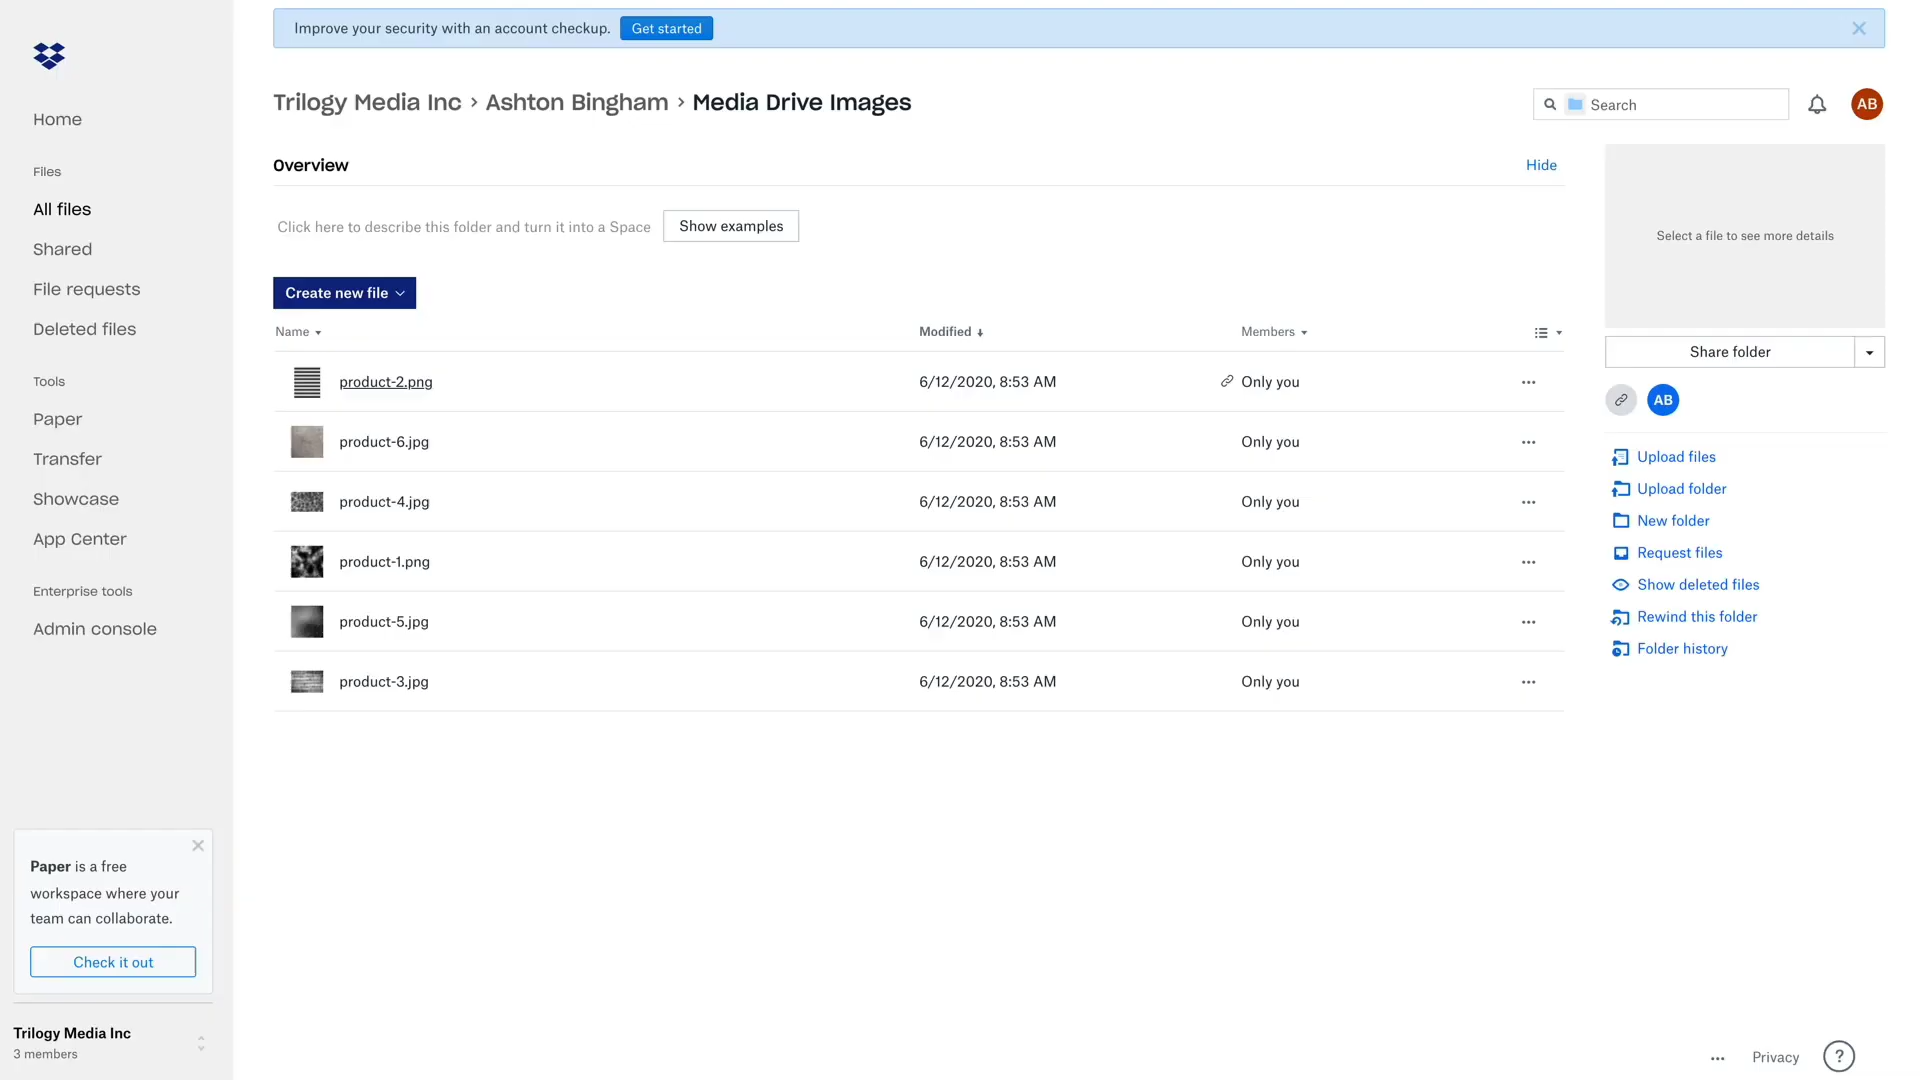 Improve your security with an account checkup. Get started
Trilogy Media Inc › Ashton Bingham › Media Drive Images
Search
AB
Home
Files
All files
Shared
File requests
Deleted files
Tools
Paper
Transfer
Showcase
App Center
Enterprise tools
Admin console
Paper is a free
workspace where your
team can collaborate.
Check it out
Trilogy Media Inc
3 members
Overview
Hide
Click here to describe this folder and turn it into a Space
Show examples
Create new file
Name Modified Members
product-2.png 6/12/2020, 8:53 AM Only you
product-6.jpg 6/12/2020, 8:53 AM Only you
product-4.jpg 6/12/2020, 8:53 AM Only you
product-1.png 6/12/2020, 8:53 AM Only you
product-5.jpg 6/12/2020, 8:53 AM Only you
product-3.jpg 6/12/2020, 8:53 AM Only you
Select a file to see more details
Share folder
AB
Upload files
Upload folder
New folder
Request files
Show deleted files
Rewind this folder
Folder history
Privacy
?